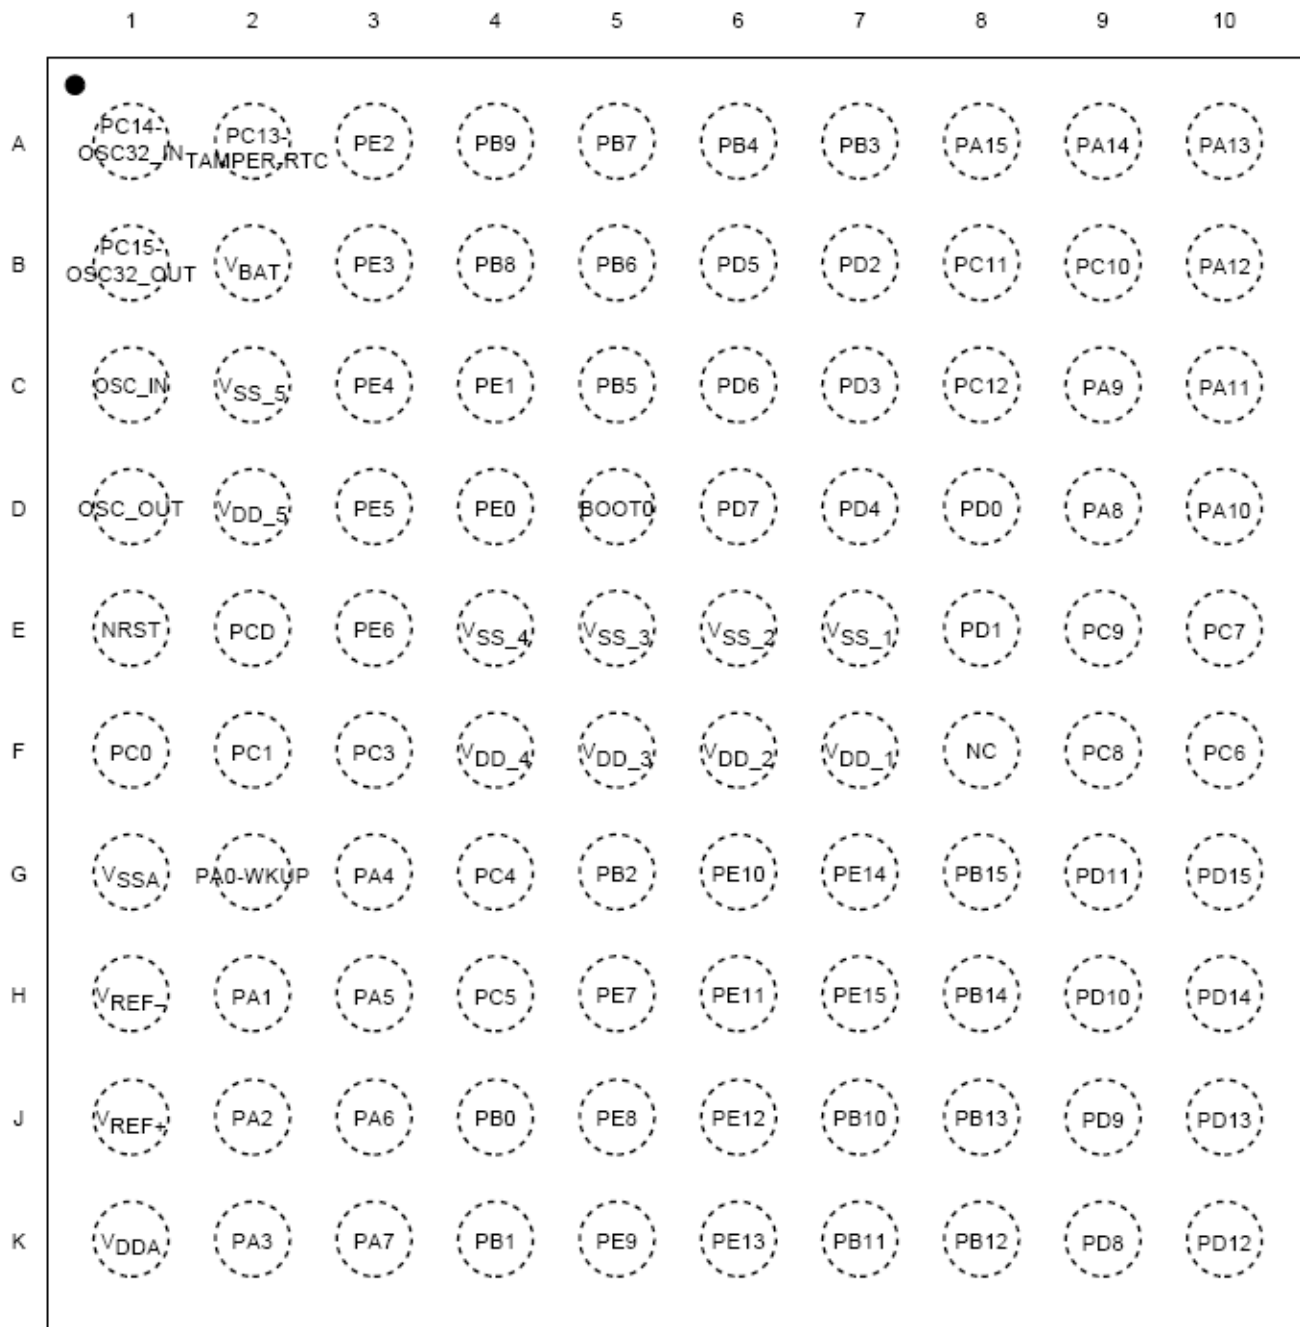 1 2 3 4 5 6 7 8 9 10
A PC14-OSC32_IN PC13-TAMPER-RTC PE2 PB9 PB7 PB4 PB3 PA15 PA14 PA13
B PC15-OSC32_OUT VBAT PE3 PB8 PB6 PD5 PD2 PC11 PC10 PA12
C OSC_IN VSS_5 PE4 PE1 PB5 PD6 PD3 PC12 PA9 PA11
D OSC_OUT VDD_5 PE5 PE0 BOOT0 PD7 PD4 PD0 PA8 PA10
E NRST PCD PE6 VSS_4 VSS_3 VSS_2 VSS_1 PD1 PC9 PC7
F PC0 PC1 PC3 VDD_4 VDD_3 VDD_2 VDD_1 NC PC8 PC6
G VSSA PA0-WKUP PA4 PC4 PB2 PE10 PE14 PB15 PD11 PD15
H VREF- PA1 PA5 PC5 PE7 PE11 PE15 PB14 PD10 PD14
J VREF+ PA2 PA6 PB0 PE8 PE12 PB10 PB13 PD9 PD13
K VDDA PA3 PA7 PB1 PE9 PE13 PB11 PB12 PD8 PD12